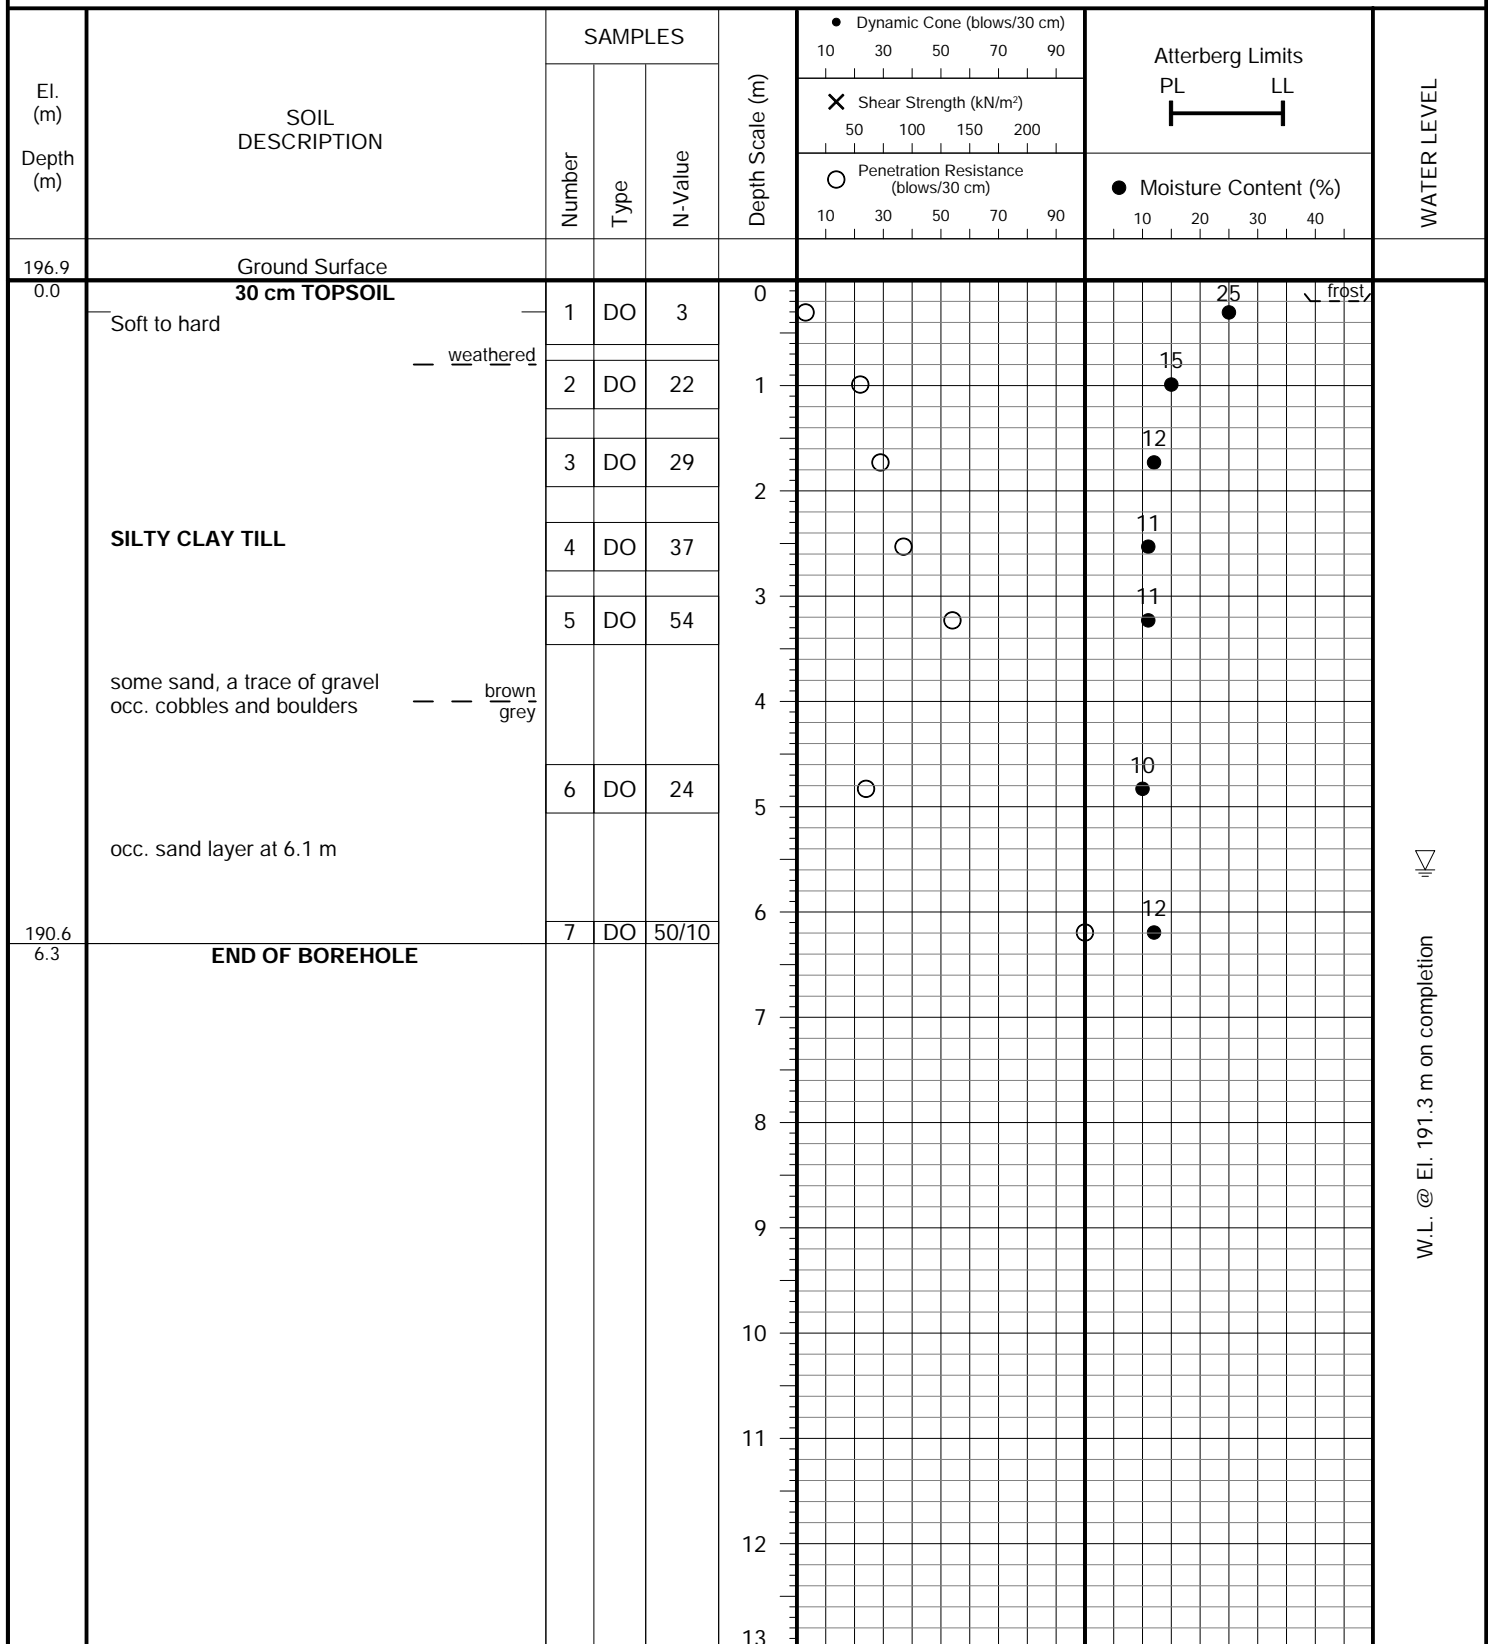 El.
(m)
Depth
(m)
SOIL
DESCRIPTION
SAMPLES
Number
Type
N-Value
Depth Scale (m)
● Dynamic Cone (blows/30 cm)
10 30 50 70 90
X Shear Strength (kN/m²)
50 100 150 200
○ Penetration Resistance
(blows/30 cm)
10 30 50 70 90
Atterberg Limits
PL LL
● Moisture Content (%)
10 20 30 40
WATER LEVEL
196.9 Ground Surface
0.0 30 cm TOPSOIL 0 25 frost
Soft to hard 1 DO 3
weathered
15
2 DO 22 1
12
3 DO 29
2
11
SILTY CLAY TILL 4 DO 37
3 11
5 DO 54
some sand, a trace of gravel brown
occ. cobbles and boulders grey 4
10
6 DO 24
5
occ. sand layer at 6.1 m
6 12
190.6 7 DO 50/10
6.3 END OF BOREHOLE
W.L. @ El. 191.3 m on completion
7
8
9
10
11
12
13